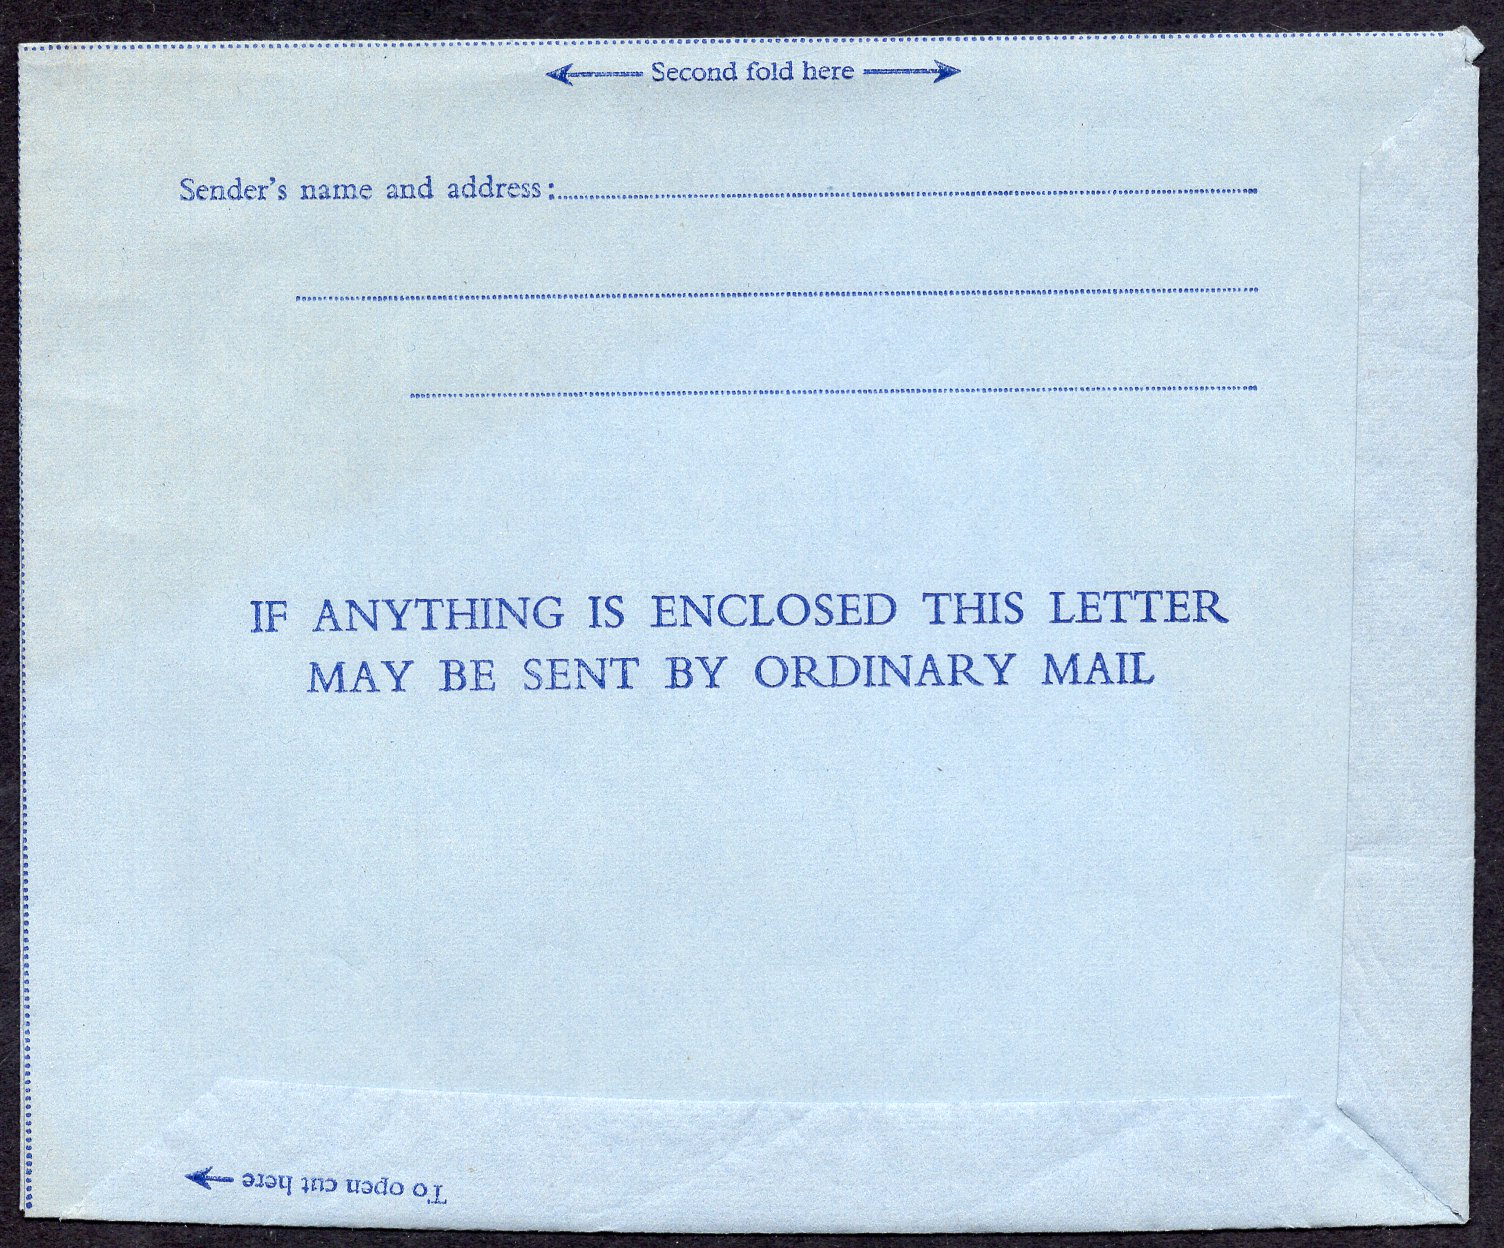 Second fold here
Sender's name and address:
IF ANYTHING IS ENCLOSED THIS LETTER
MAY BE SENT BY ORDINARY MAIL
To open cut here